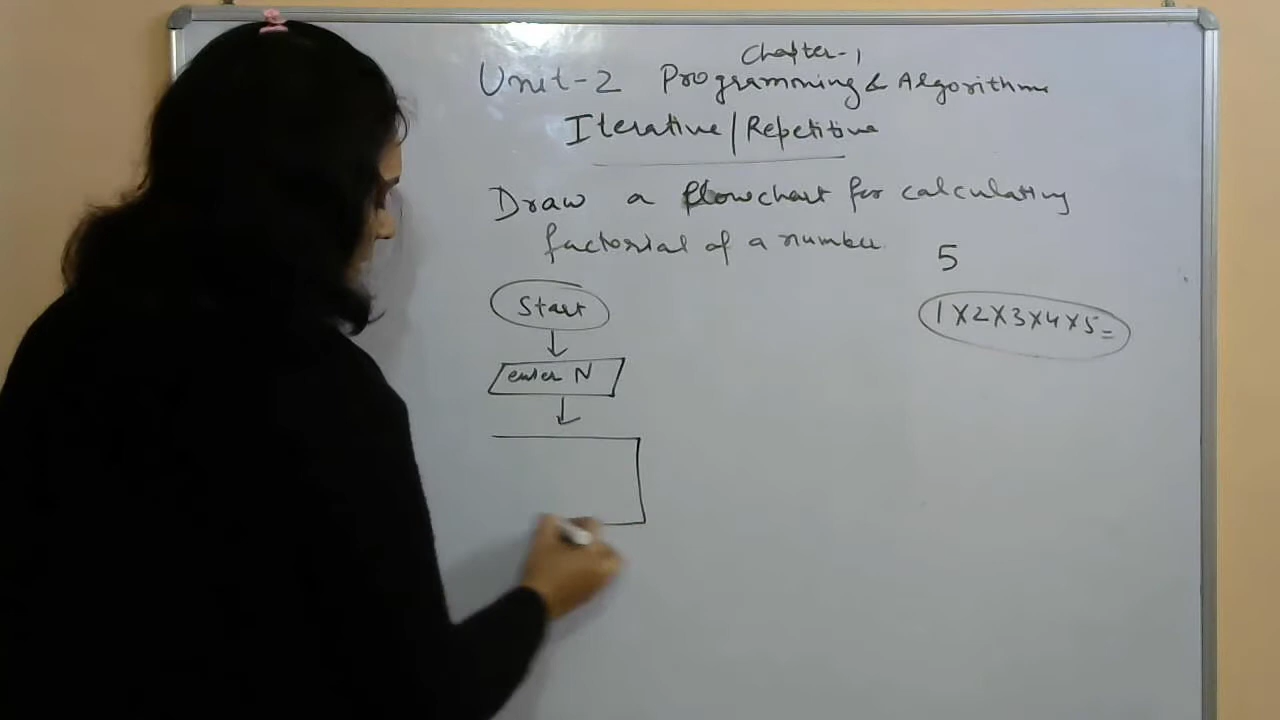 Chapter-1
Unit-2 Programming & Algorithms
Iterative/Repetitive
Draw a flowchart for calculating
factorial of a number
5
Start
1X2X3X4X5=
enter N